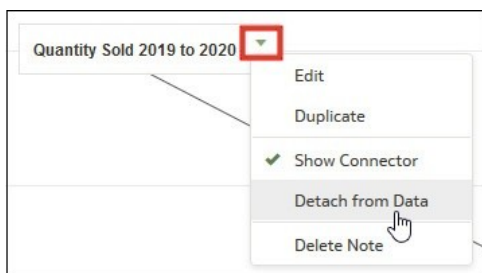 Quantity Sold 2019 to 2020
Edit
Duplicate
Show Connector
Detach from Data
Delete Note